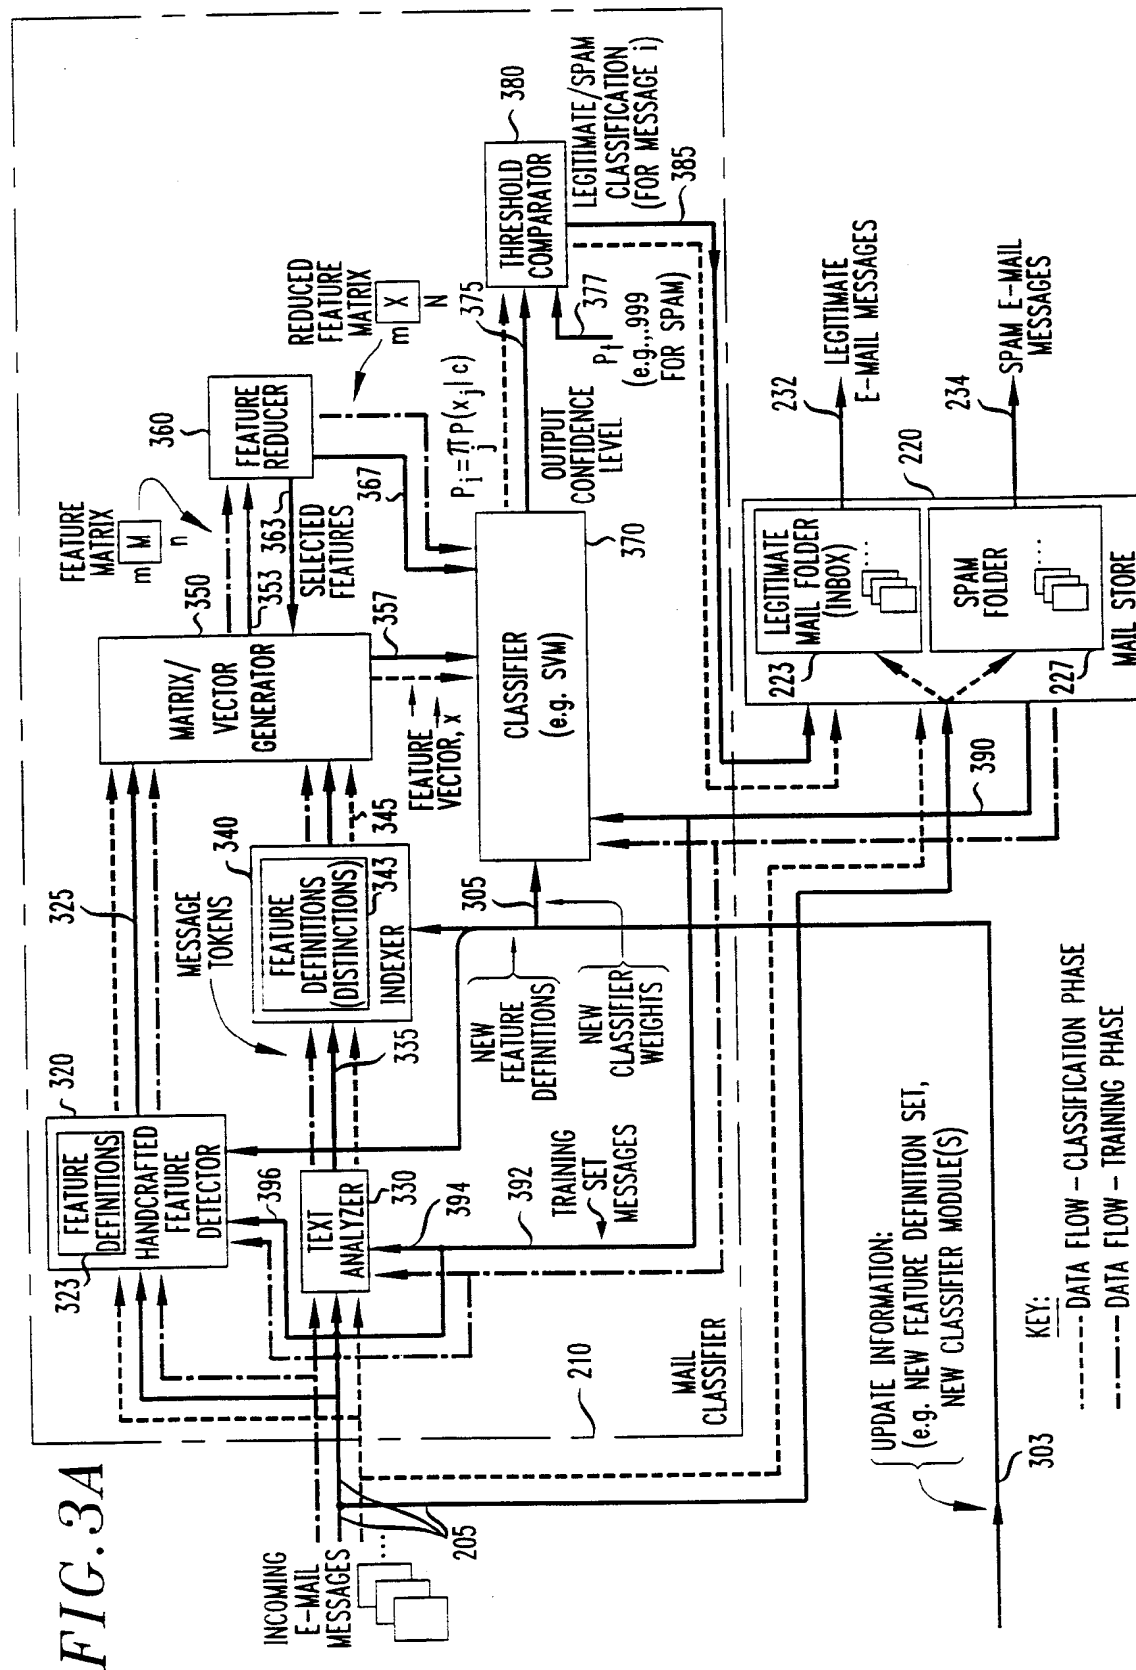 FIG.3A
INCOMING
E-MAIL
MESSAGES
...
205
320
FEATURE
DEFINITIONS
323
HANDCRAFTED
FEATURE
DETECTOR
396
TEXT
ANALYZER
330
394
392
TRAINING
SET
MESSAGES
325
MESSAGE
TOKENS
335
340
FEATURE
DEFINITIONS
(DISTINCTIONS)
343
INDEXER
345
305
NEW
FEATURE
DEFINITIONS
NEW
CLASSIFIER
WEIGHTS
MATRIX/
VECTOR
GENERATOR
350
353
FEATURE
MATRIX
m M
n
363
SELECTED
FEATURES
357
FEATURE
VECTOR, x
360
FEATURE
REDUCER
367
REDUCED
FEATURE
MATRIX
m X
N
CLASSIFIER
(e.g. SVM)
370
Pi=πP(xj|c)
j
OUTPUT
CONFIDENCE
LEVEL
375
THRESHOLD
COMPARATOR
380
377
Pt
(e.g.,.999
FOR SPAM)
LEGITIMATE/SPAM
CLASSIFICATION
(FOR MESSAGE i)
385
210
MAIL
CLASSIFIER
390
LEGITIMATE
MAIL FOLDER
(INBOX)
...
223
SPAM
FOLDER
...
227
MAIL STORE
220
232
LEGITIMATE
E-MAIL MESSAGES
234
SPAM E-MAIL
MESSAGES
UPDATE INFORMATION:
(e.g. NEW FEATURE DEFINITION SET,
NEW CLASSIFIER MODULE(S)
303
KEY:
DATA FLOW-CLASSIFICATION PHASE
DATA FLOW-TRAINING PHASE